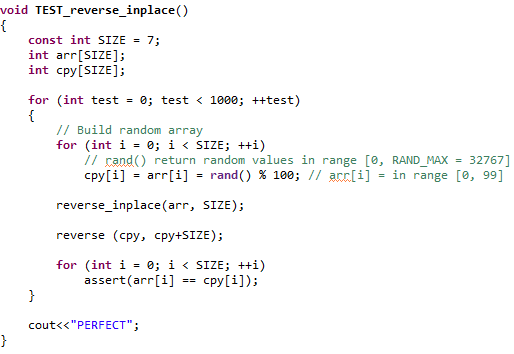 void TEST_reverse_inplace()
{
    const int SIZE = 7;
    int arr[SIZE];
    int cpy[SIZE];

    for (int test = 0; test < 1000; ++test)
    {
        // Build random array
        for (int i = 0; i < SIZE; ++i)
            // rand() return random values in range [0, RAND_MAX = 32767]
            cpy[i] = arr[i] = rand() % 100; // arr[i] = in range [0, 99]

        reverse_inplace(arr, SIZE);

        reverse (cpy, cpy+SIZE);

        for (int i = 0; i < SIZE; ++i)
            assert(arr[i] == cpy[i]);
    }

    cout<<"PERFECT";
}